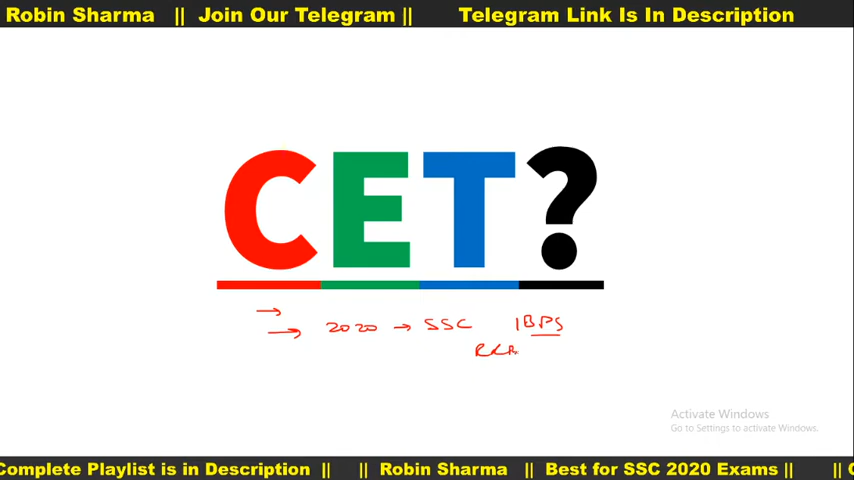 Robin Sharma || Join Our Telegram || Telegram Link Is In Description
CET?
2020 → SSC IBPS
RRB
Activate Windows
Go to Settings to activate Windows.
Complete Playlist is in Description || || Robin Sharma || Best for SSC 2020 Exams || || C